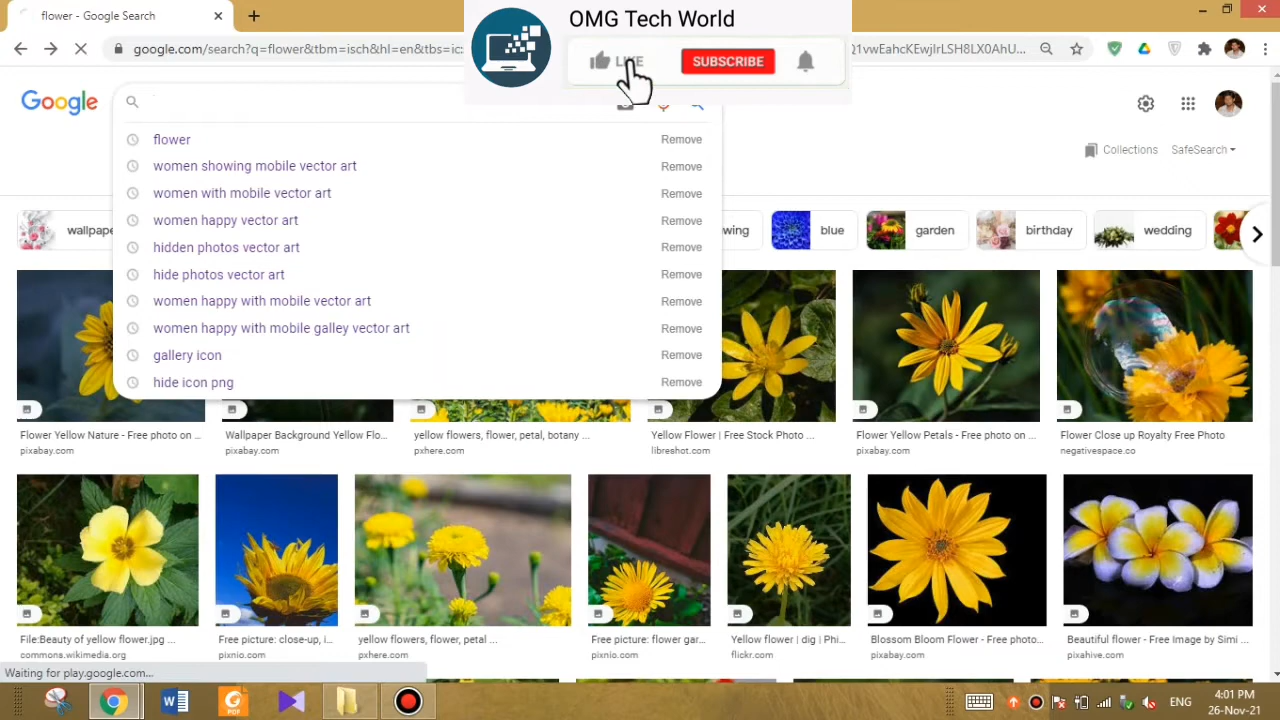 flower - Google Search
OMG Tech World
LIKE
SUBSCRIBE
google.com/search?q=flower&tbm=isch&hl=en&tbs=ic
Google
Collections
SafeSearch
flower Remove
women showing mobile vector art Remove
women with mobile vector art Remove
women happy vector art Remove
hidden photos vector art Remove
hide photos vector art Remove
women happy with mobile vector art Remove
women happy with mobile galley vector art Remove
gallery icon Remove
hide icon png Remove
wallpape
wing
blue
garden
birthday
wedding
Flower Yellow Nature - Free photo on ...
pixabay.com
Wallpaper Background Yellow Flo...
pixabay.com
yellow flowers, flower, petal, botany ...
pxhere.com
Yellow Flower | Free Stock Photo ...
libreshot.com
Flower Yellow Petals - Free photo on ...
pixabay.com
Flower Close up Royalty Free Photo
negativespace.co
File:Beauty of yellow flower.jpg ...
commons.wikimedia.org
Free picture: close-up, i...
pixnio.com
yellow flowers, flower, petal ...
pxhere.com
Free picture: flower gar...
pixnio.com
Yellow flower | dig | Phi...
flickr.com
Blossom Bloom Flower - Free photo...
pixabay.com
Beautiful flower - Free Image by Simi ...
pixahive.com
Waiting for play.google.com...
ENG
4:01 PM
26-Nov-21